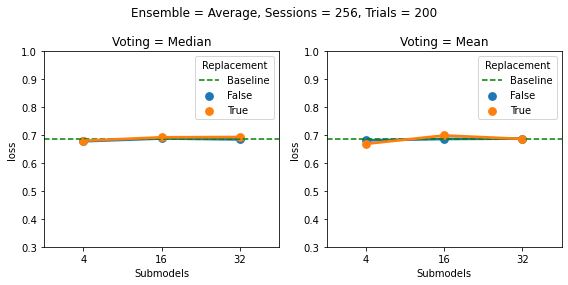 Ensemble = Average, Sessions = 256, Trials = 200
Voting = Median
1.0
0.9
0.8
0.7
0.6
0.5
0.4
0.3
loss
Replacement
Baseline
False
True
4 16 32
Submodels
Voting = Mean
1.0
0.9
0.8
0.7
0.6
0.5
0.4
0.3
loss
Replacement
Baseline
False
True
4 16 32
Submodels